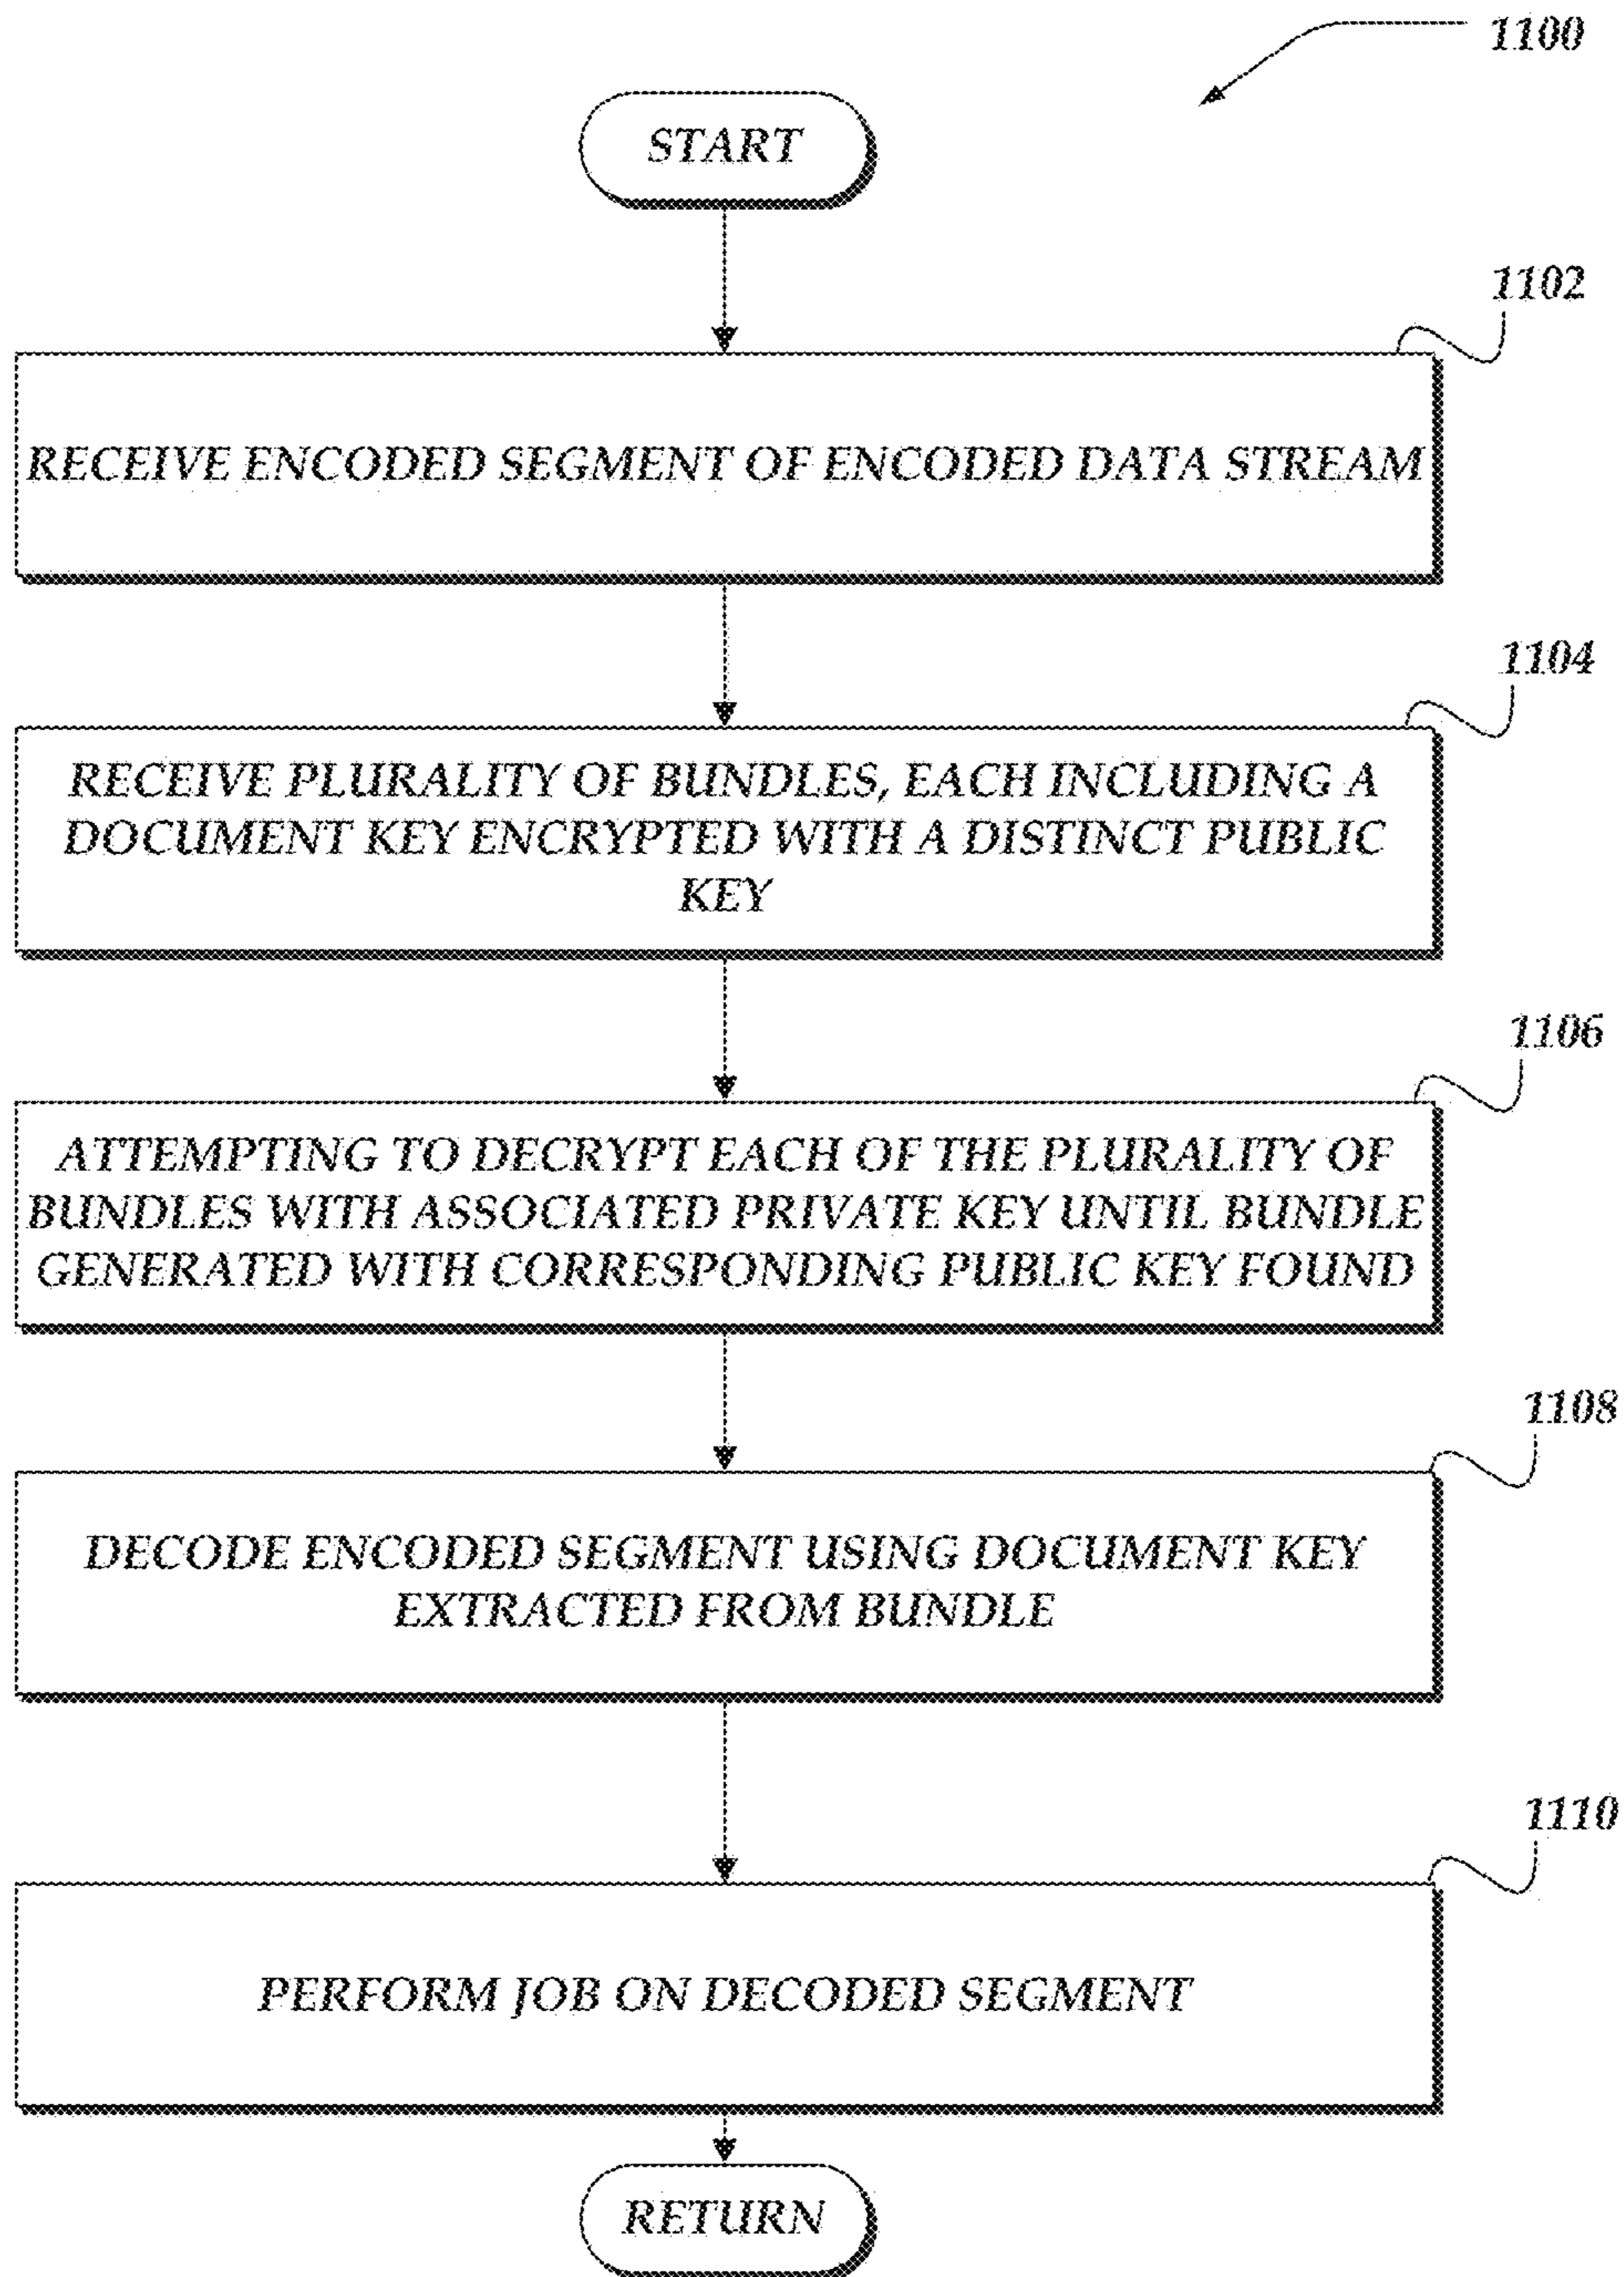 1100
START
1102
RECEIVE ENCODED SEGMENT OF ENCODED DATA STREAM
1104
RECEIVE PLURALITY OF BUNDLES, EACH INCLUDING A
DOCUMENT KEY ENCRYPTED WITH A DISTINCT PUBLIC
KEY
1106
ATTEMPTING TO DECRYPT EACH OF THE PLURALITY OF
BUNDLES WITH ASSOCIATED PRIVATE KEY UNTIL BUNDLE
GENERATED WITH CORRESPONDING PUBLIC KEY FOUND
1108
DECODE ENCODED SEGMENT USING DOCUMENT KEY
EXTRACTED FROM BUNDLE
1110
PERFORM JOB ON DECODED SEGMENT
RETURN